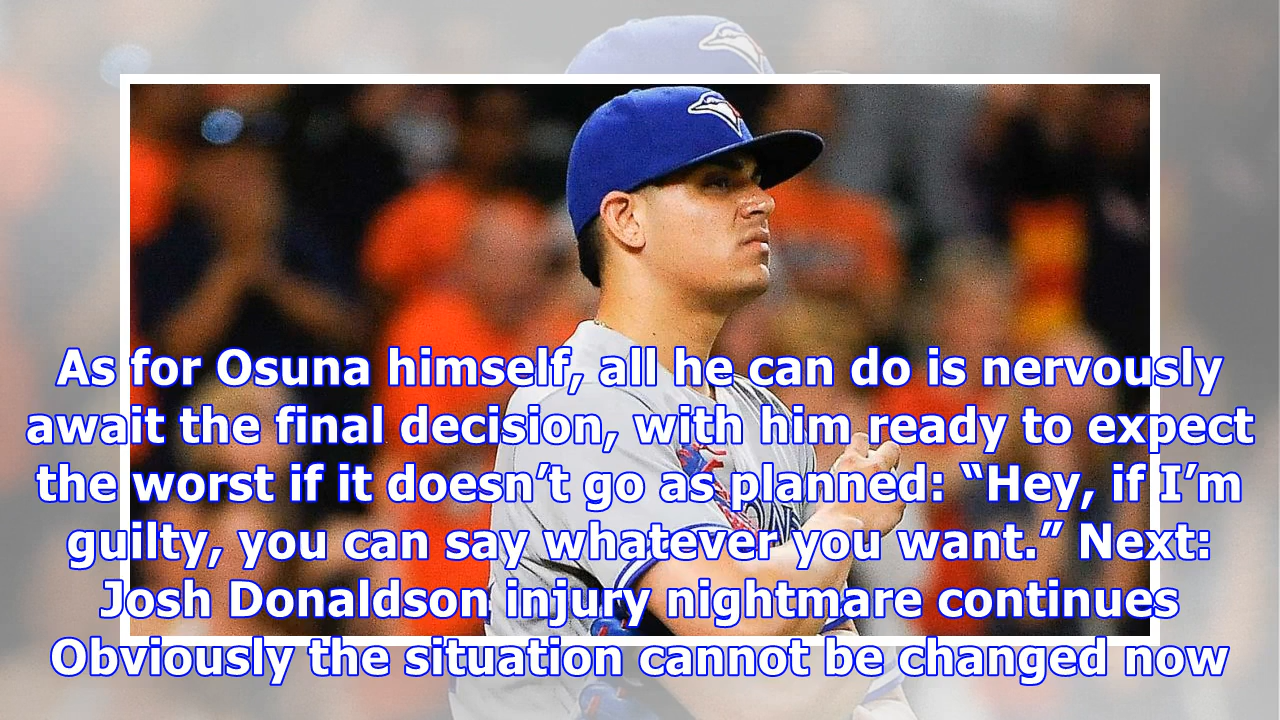 As for Osuna himself, all he can do is nervously
await the final decision, with him ready to expect
the worst if it doesn’t go as planned: “Hey, if I’m
guilty, you can say whatever you want.” Next:
Josh Donaldson injury nightmare continues
Obviously the situation cannot be changed now